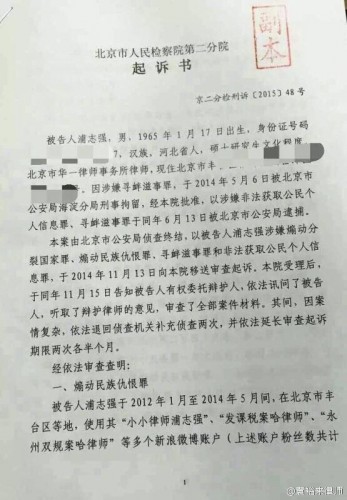 副本
北京市人民检察院第二分院
起诉书
京二分检刑诉〔2015〕48号
被告人浦志强，男，1965年1月17日出生，身份证号码
7，汉族，河北省人，硕士研究生文化程度，
北京市华一律师事务所律师，现住北京市丰
号。因涉嫌寻衅滋事罪，于2014年5月6日被北京市
公安局海淀分局刑事拘留，经本院批准，以涉嫌非法获取公民个
人信息罪、寻衅滋事罪于同年6月13日被北京市公安局逮捕。
本案由北京市公安局侦查终结，以被告人浦志强涉嫌煽动分
裂国家罪、煽动民族仇恨罪、寻衅滋事罪和非法获取公民个人信
息罪，于2014年11月13日向本院移送审查起诉。本院受理后，
于同年11月15日告知被告人有权委托辩护人，依法讯问了被告
人，听取了辩护律师的意见，审查了全部案件材料。其间，因案
情复杂，依法退回侦查机关补充侦查两次，并依法延长审查起诉
期限两次各半个月。
经依法审查查明：
一、煽动民族仇恨罪
被告人浦志强于2012年1月至2014年5月间，在北京市丰
台区等地，使用其“小小律师浦志强”、“发课税案哈律师”、“永
州双规案哈律师”等多个新浪微博账户（上述账户粉丝数共计
1